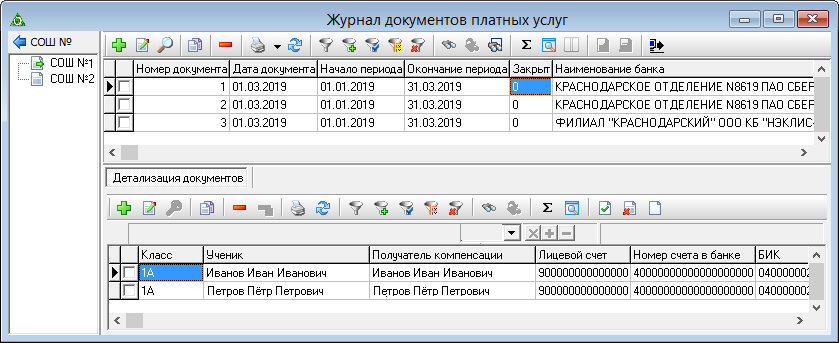 Журнал документов платных услуг
СОШ №
СОШ №1
СОШ №2
Номер документа Дата документа Начало периода Окончание периода Закрыт Наименование банка
1 01.03.2019 01.01.2019 31.03.2019 0 КРАСНОДАРСКОЕ ОТДЕЛЕНИЕ N8619 ПАО СБЕР
2 01.03.2019 01.01.2019 31.03.2019 0 КРАСНОДАРСКОЕ ОТДЕЛЕНИЕ N8619 ПАО СБЕР
3 01.03.2019 01.01.2019 31.03.2019 0 ФИЛИАЛ "КРАСНОДАРСКИЙ" ООО КБ "НЭКЛИС-
Детализация документов
Класс Ученик Получатель компенсации Лицевой счет Номер счета в банке БИК
1А Иванов Иван Иванович Иванов Иван Иванович 900000000000000 40000000000000000000 040000002
1А Петров Пётр Петрович Петров Пётр Петрович 900000000000000 40000000000000000000 040000002